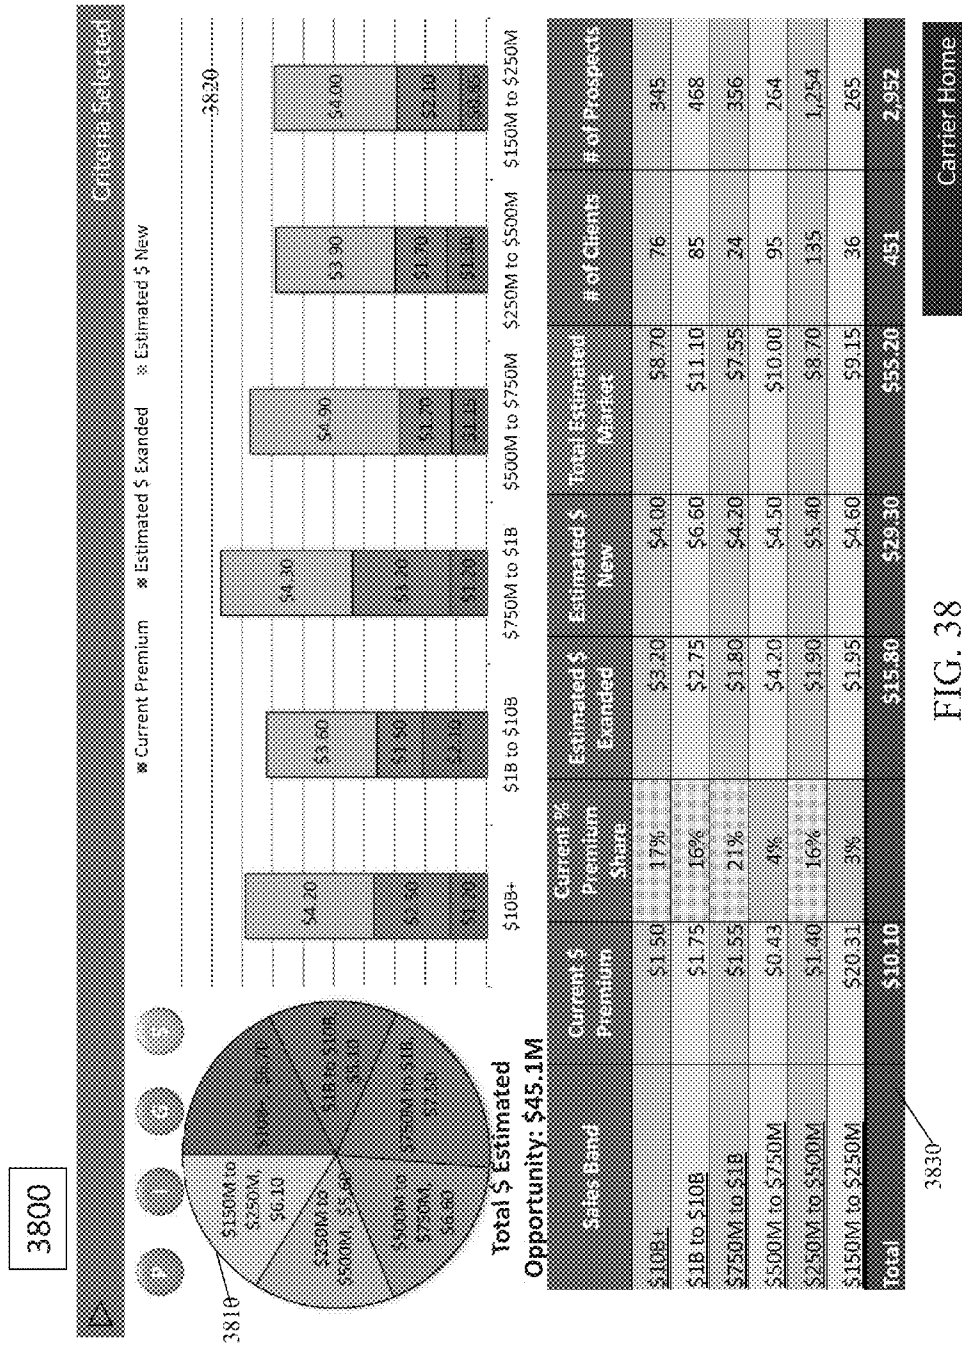 3800
Criteria Selected
P I G S
Current Premium Estimated $ Exanded Estimated $ New
3810
$150M to
$250M,
$6.10
$250M to
$500M,
$500M to
$750M,
Total $ Estimated
Opportunity: $45.1M
3820
$4.20
$3.60
$4.30
$4.90
$3.90
$4.00
$1.70
$2.10
$10B+
$1B to $10B
$750M to $1B
$500M to $750M
$250M to $500M
$150M to $250M
Sales Band Current $ Premium Current % Premium Share Estimated $ Exanded Estimated $ New Total Estimated Market # of Clients # of Prospects
$10B+ $1.50 17% $3.20 $4.00 $8.70 76 345
$1B to $10B $1.75 16% $2.75 $6.60 $11.10 85 468
$750M to $1B $1.55 21% $1.80 $4.20 $7.55 24 356
$500M to $750M $0.43 4% $4.20 $4.50 $10.00 95 264
$250M to $500M $1.40 16% $1.90 $5.40 $8.70 135 1,254
$150M to $250M $20.31 3% $1.95 $4.60 $9.15 36 265
Total $10.10 $15.80 $29.30 $55.20 451 2,952
3830
Carrier Home
FIG. 38